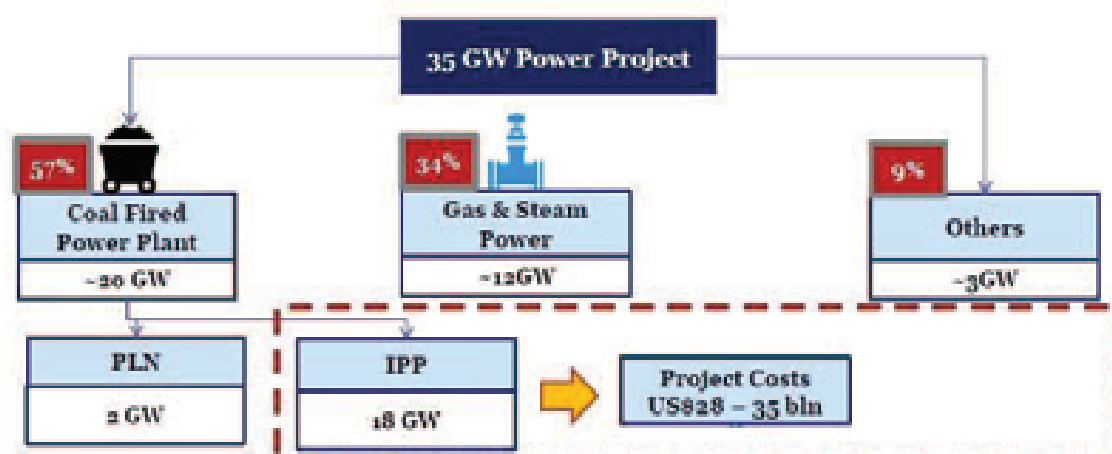 35 GW Power Project
57%
Coal Fired
Power Plant
~20 GW
34%
Gas & Steam
Power
~12GW
9%
Others
~3GW
PLN
2 GW
IPP
18 GW
Project Costs
US$28 – 35 bln